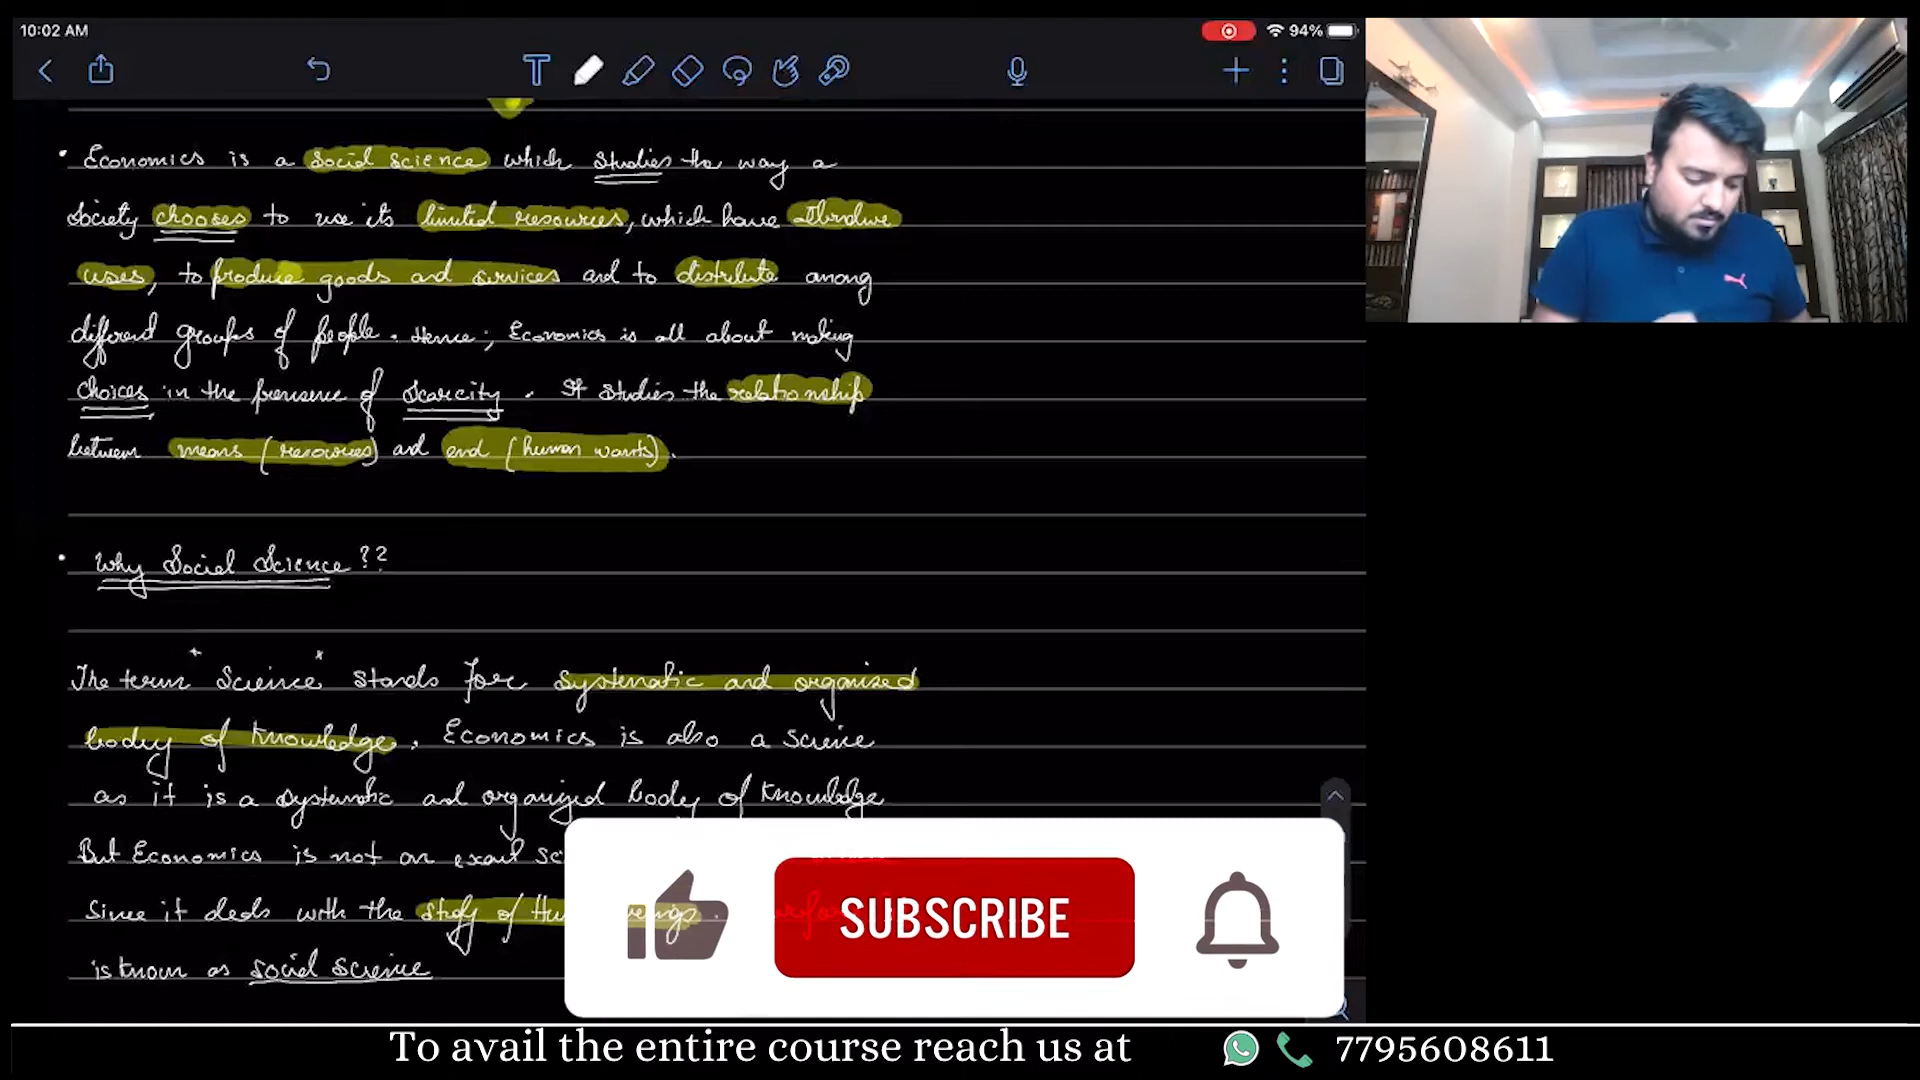 10:02 AM
94%
T
• Economics is a social science which studies the way a
society chooses to use its limited resources, which have
uses, to produce goods and services and to distribute among
different groups of people. Hence; Economics is all about making
choices in the presence of scarcity. It studies the relationship
between means (resources) and end (human wants).
• Why Social Science??
The term "Science" stands for systematic and organised
body of knowledge. Economics is also a science
as it is a systematic and organized body of knowledge
But Economics is not an exact
Since it deals with the study of
is known as social science
SUBSCRIBE
To avail the entire course reach us at 7795608611